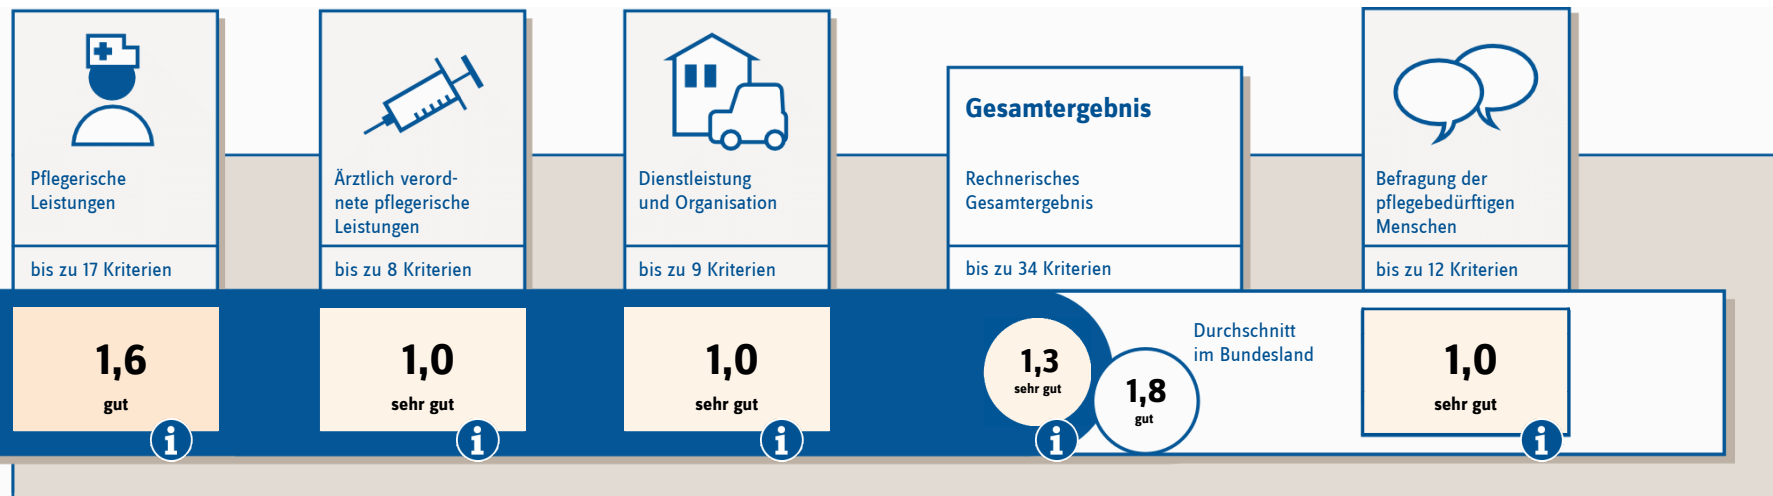 Pflegerische
Leistungen
bis zu 17 Kriterien
1,6
gut
Ärztlich verord-
nete pflegerische
Leistungen
bis zu 8 Kriterien
1,0
sehr gut
Dienstleistung
und Organisation
bis zu 9 Kriterien
1,0
sehr gut
Gesamtergebnis
Rechnerisches
Gesamtergebnis
bis zu 34 Kriterien
1,3
sehr gut
1,8
gut
Durchschnitt
im Bundesland
Befragung der
pflegebedürftigen
Menschen
bis zu 12 Kriterien
1,0
sehr gut